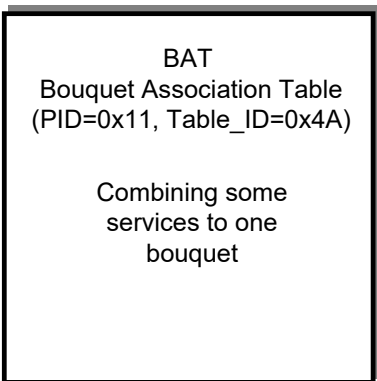 BAT
Bouquet Association Table
(PID=0x11, Table_ID=0x4A)
Combining some
services to one
bouquet